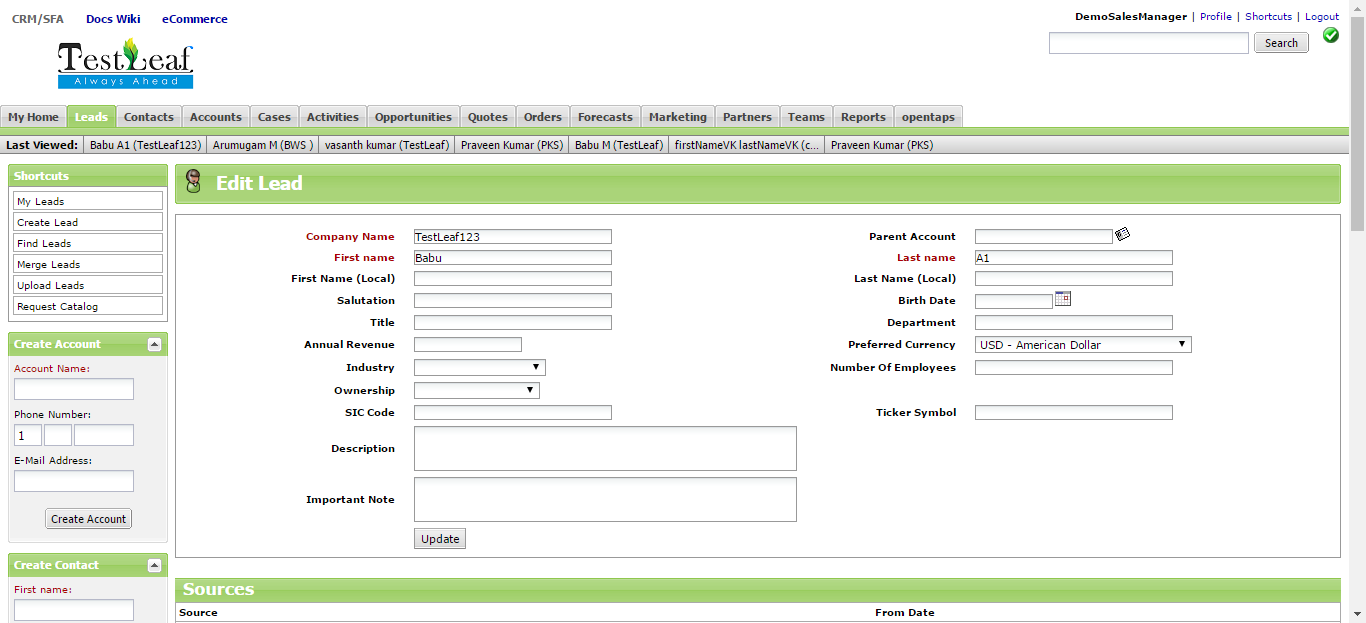 CRM/SFA Docs Wiki eCommerce
DemoSalesManager | Profile | Shortcuts | Logout
TestLeaf
Always Ahead
Search
My Home Leads Contacts Accounts Cases Activities Opportunities Quotes Orders Forecasts Marketing Partners Teams Reports opentaps
Last Viewed: Babu A1 (TestLeaf123) Arumugam M (BWS ) vasanth kumar (TestLeaf) Praveen Kumar (PKS) Babu M (TestLeaf) firstNameVK lastNameVK (c... Praveen Kumar (PKS)
Shortcuts
My Leads
Create Lead
Find Leads
Merge Leads
Upload Leads
Request Catalog
Create Account
Account Name:
Phone Number:
1
E-Mail Address:
Create Account
Create Contact
First name:
Edit Lead
Company Name TestLeaf123 Parent Account
First name Babu Last name A1
First Name (Local) Last Name (Local)
Salutation Birth Date
Title Department
Annual Revenue Preferred Currency USD - American Dollar
Industry Number Of Employees
Ownership
SIC Code Ticker Symbol
Description
Important Note
Update
Sources
Source From Date